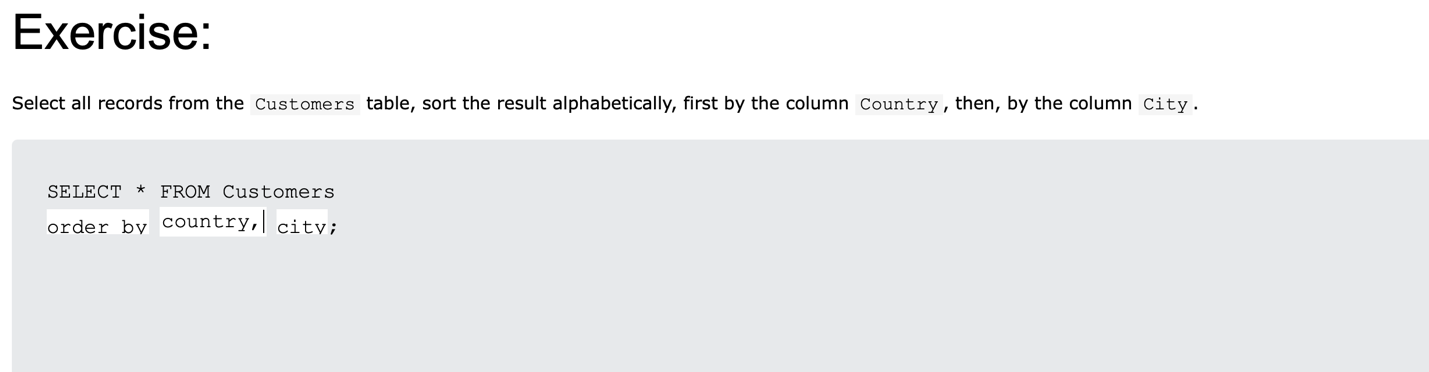 Exercise:
Select all records from the Customers table, sort the result alphabetically, first by the column Country, then, by the column City.
SELECT * FROM Customers
order by country, city;